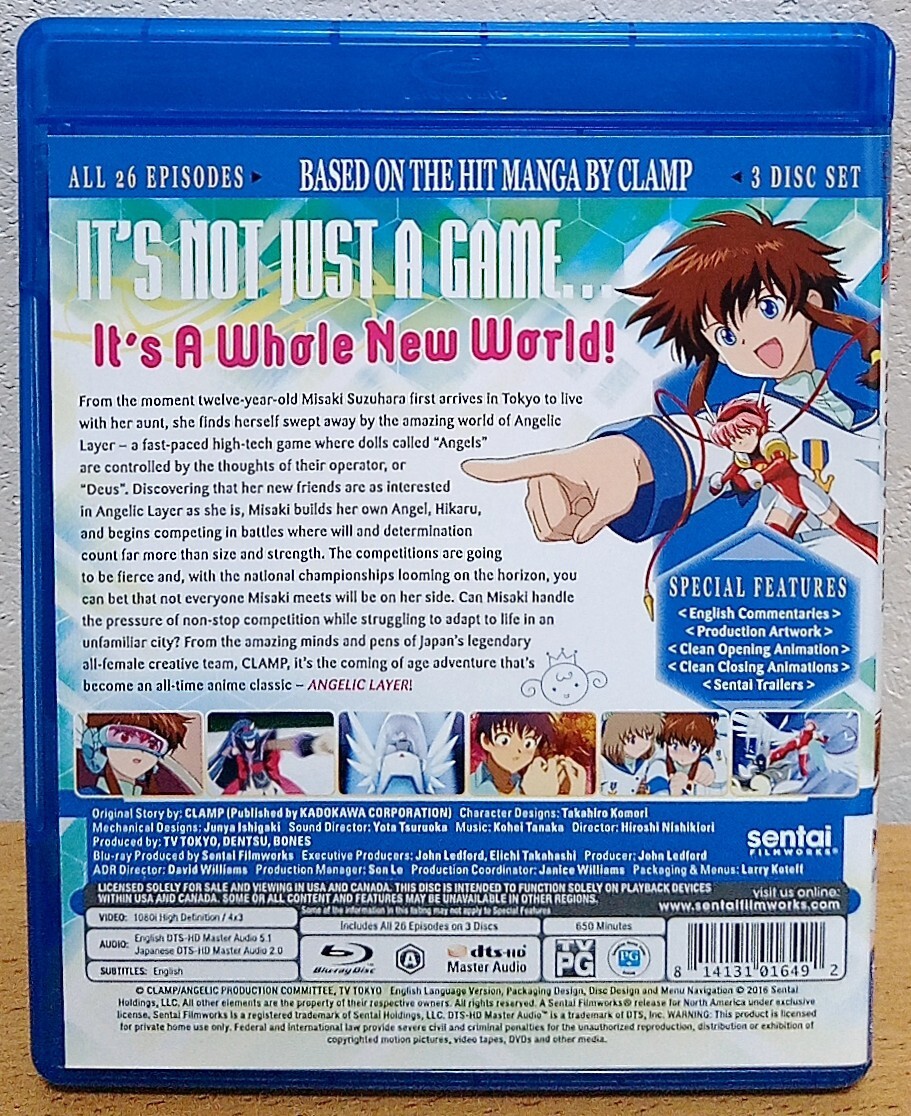 ALL 26 EPISODES
BASED ON THE HIT MANGA BY CLAMP
3 DISC SET
IT'S NOT JUST A GAME...
It's A Whole New World!
From the moment twelve-year-old Misaki Suzuhara first arrives in Tokyo to live
with her aunt, she finds herself swept away by the amazing world of Angelic
Layer – a fast-paced high-tech game where dolls called "Angels"
are controlled by the thoughts of their operator, or
"Deus". Discovering that her new friends are as interested
in Angelic Layer as she is, Misaki builds her own Angel, Hikaru,
and begins competing in battles where will and determination
count far more than size and strength. The competitions are going
to be fierce and, with the national championships looming on the horizon, you
can bet that not everyone Misaki meets will be on her side. Can Misaki handle
the pressure of non-stop competition while struggling to adapt to life in an
unfamiliar city? From the amazing minds and pens of Japan's legendary
all-female creative team, CLAMP, it's the coming of age adventure that's
become an all-time anime classic – ANGELIC LAYER!
SPECIAL FEATURES
< English Commentaries >
< Production Artwork >
< Clean Opening Animation >
< Clean Closing Animations >
< Sentai Trailers >
Original Story by: CLAMP (Published by KADOKAWA CORPORATION) Character Designs: Takahiro Komori
Mechanical Designs: Junya Ishigaki Sound Director: Yota Tsuruoka Music: Kohei Tanaka Director: Hiroshi Nishikiori
Produced by: TV TOKYO, DENTSU, BONES
Blu-ray Produced by Sentai Filmworks Executive Producers: John Ledford, Eiichi Takahashi Producer: John Ledford
ADR Director: David Williams Production Manager: Son Le Production Coordinator: Janice Williams Packaging & Menus: Larry Koteff
sentai
FILMWORKS®
LICENSED SOLELY FOR SALE AND VIEWING IN USA AND CANADA. THIS DISC IS INTENDED TO FUNCTION SOLELY ON PLAYBACK DEVICES
WITHIN USA AND CANADA. SOME OR ALL CONTENT AND FEATURES MAY BE UNAVAILABLE IN OTHER REGIONS.
visit us online:
www.sentaifilmworks.com
Some of the information in this listing may not apply to Special Features
VIDEO: 1080i High Definition / 4x3
AUDIO: English DTS-HD Master Audio 5.1
Japanese DTS-HD Master Audio 2.0
SUBTITLES: English
Includes All 26 Episodes on 3 Discs
650 Minutes
Blu-ray Disc
A
dts-HD
Master Audio
TV
PG
PG
8 14131 01649 2
© CLAMP/ANGELIC PRODUCTION COMMITTEE, TV TOKYO English Language Version, Packaging Design, Disc Design and Menu Navigation © 2016 Sentai
Holdings, LLC. All other elements are the property of their respective owners. All rights reserved. A Sentai Filmworks® release for North America under exclusive
license. Sentai Filmworks is a registered trademark of Sentai Holdings, LLC. DTS-HD Master Audio™ is a trademark of DTS, Inc. WARNING: This product is licensed
for private home use only. Federal and international law provide severe civil and criminal penalties for the unauthorized reproduction, distribution or exhibition of
copyrighted motion pictures, video tapes, DVDs and other media.